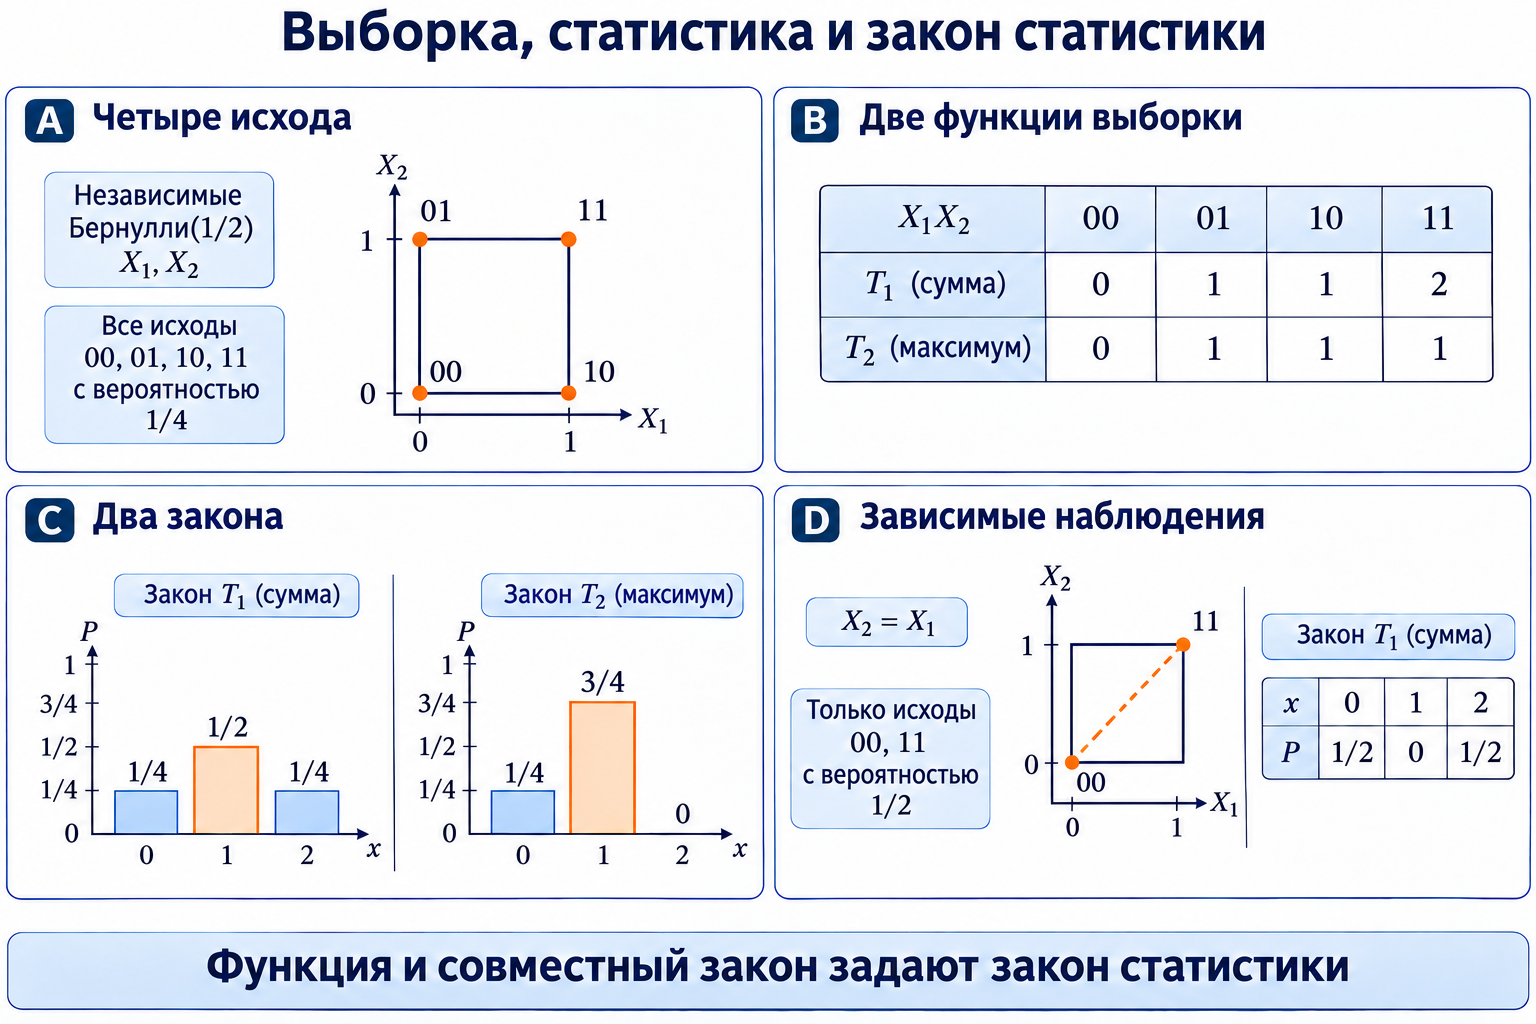 Выборка, статистика и закон статистики
A Четыре исхода
Независимые
Бернулли(1/2)
X₁, X₂
Все исходы
00, 01, 10, 11
с вероятностью
1/4
X₂
01 11
1
00 10
0
X₁
0 1
B Две функции выборки
X₁X₂ 00 01 10 11
T₁ (сумма) 0 1 1 2
T₂ (максимум) 0 1 1 1
C Два закона
Закон T₁ (сумма)
P
1
3/4
1/2
1/4
0
1/4 1/2 1/4
0 1 2 x
Закон T₂ (максимум)
P
1
3/4
1/2
1/4
0
1/4 3/4 0
0 1 2 x
D Зависимые наблюдения
X₂ = X₁
Только исходы
00, 11
с вероятностью
1/2
X₂
11
1
0
00
X₁
0 1
Закон T₁ (сумма)
x 0 1 2
P 1/2 0 1/2
Функция и совместный закон задают закон статистики